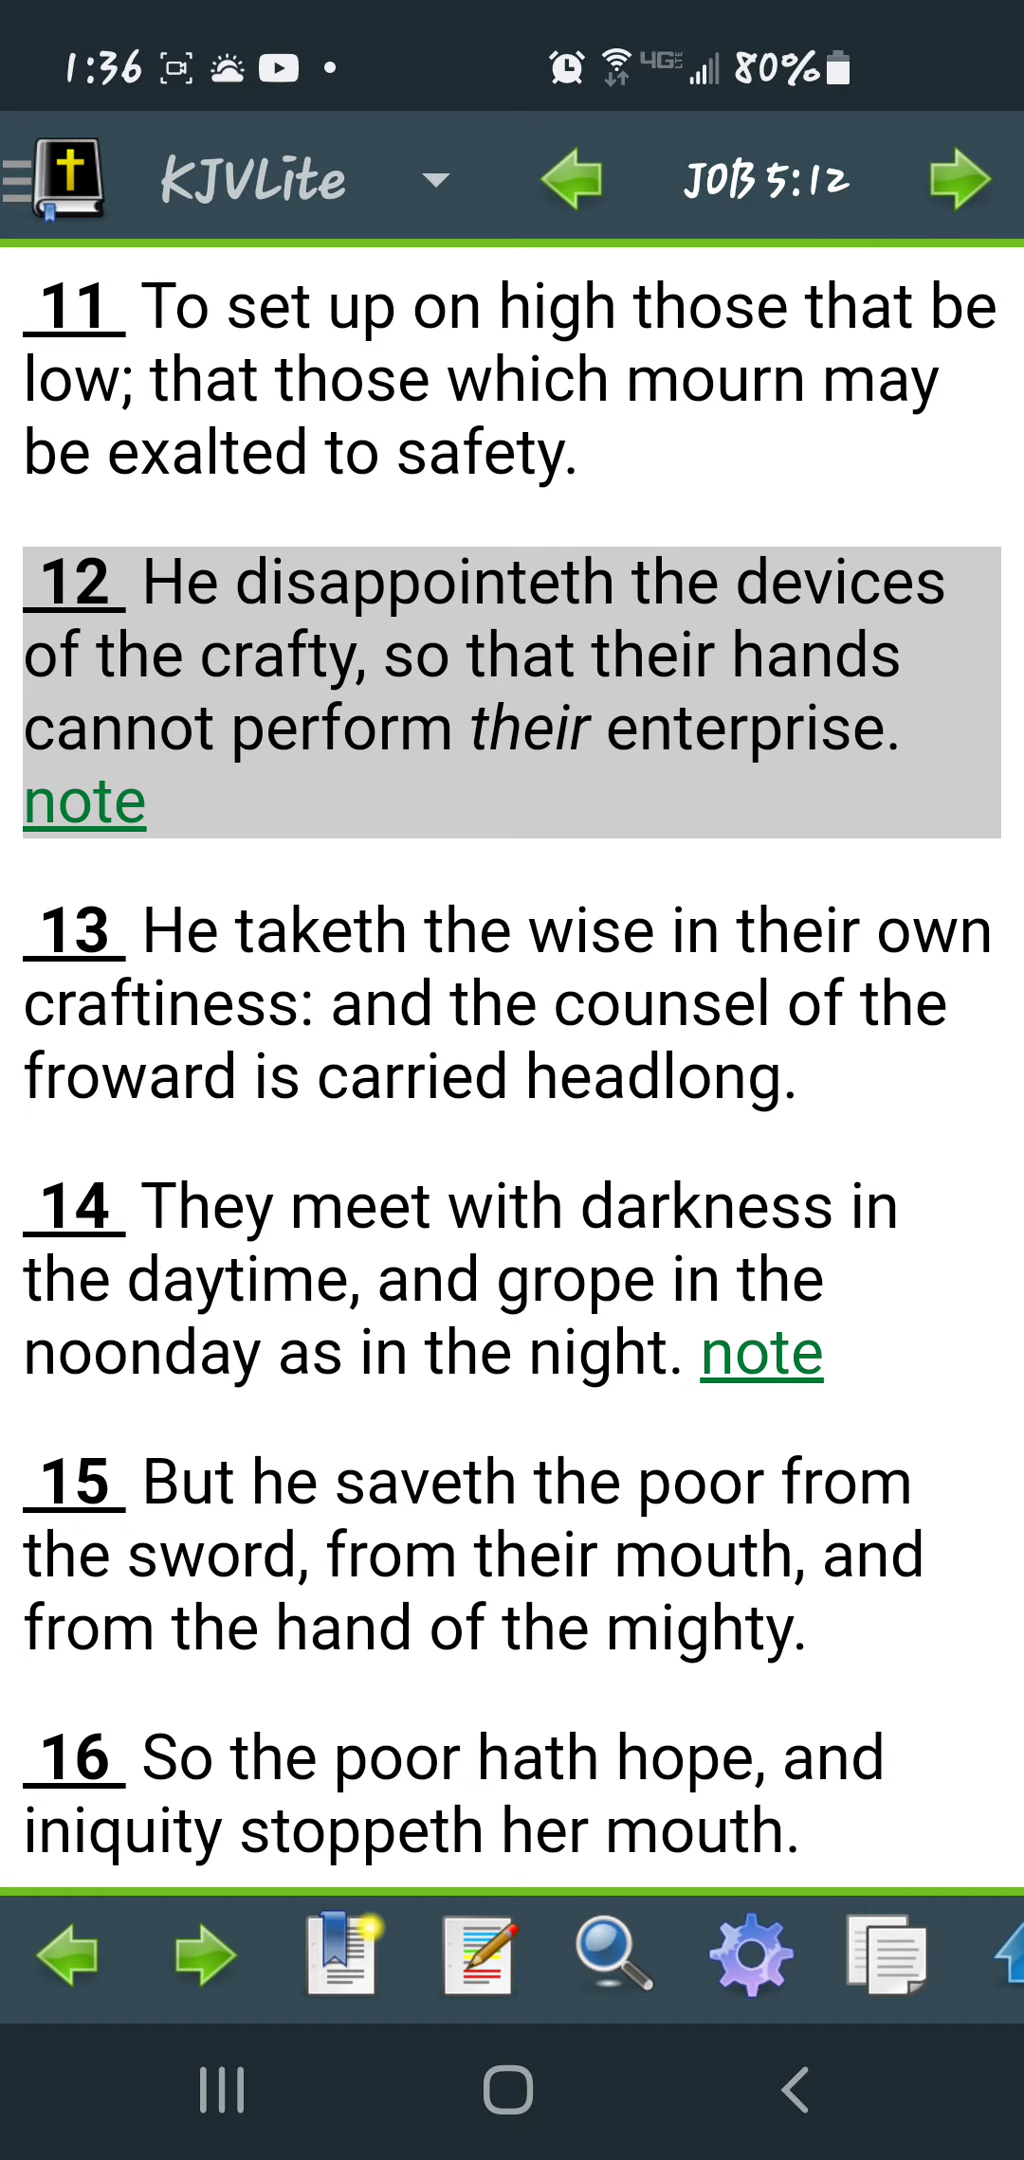 1:36 4G LTE 80%
KJVLite JOB 5:12
11 To set up on high those that be
low; that those which mourn may
be exalted to safety.
12 He disappointeth the devices
of the crafty, so that their hands
cannot perform their enterprise.
note
13 He taketh the wise in their own
craftiness: and the counsel of the
froward is carried headlong.
14 They meet with darkness in
the daytime, and grope in the
noonday as in the night. note
15 But he saveth the poor from
the sword, from their mouth, and
from the hand of the mighty.
16 So the poor hath hope, and
iniquity stoppeth her mouth.